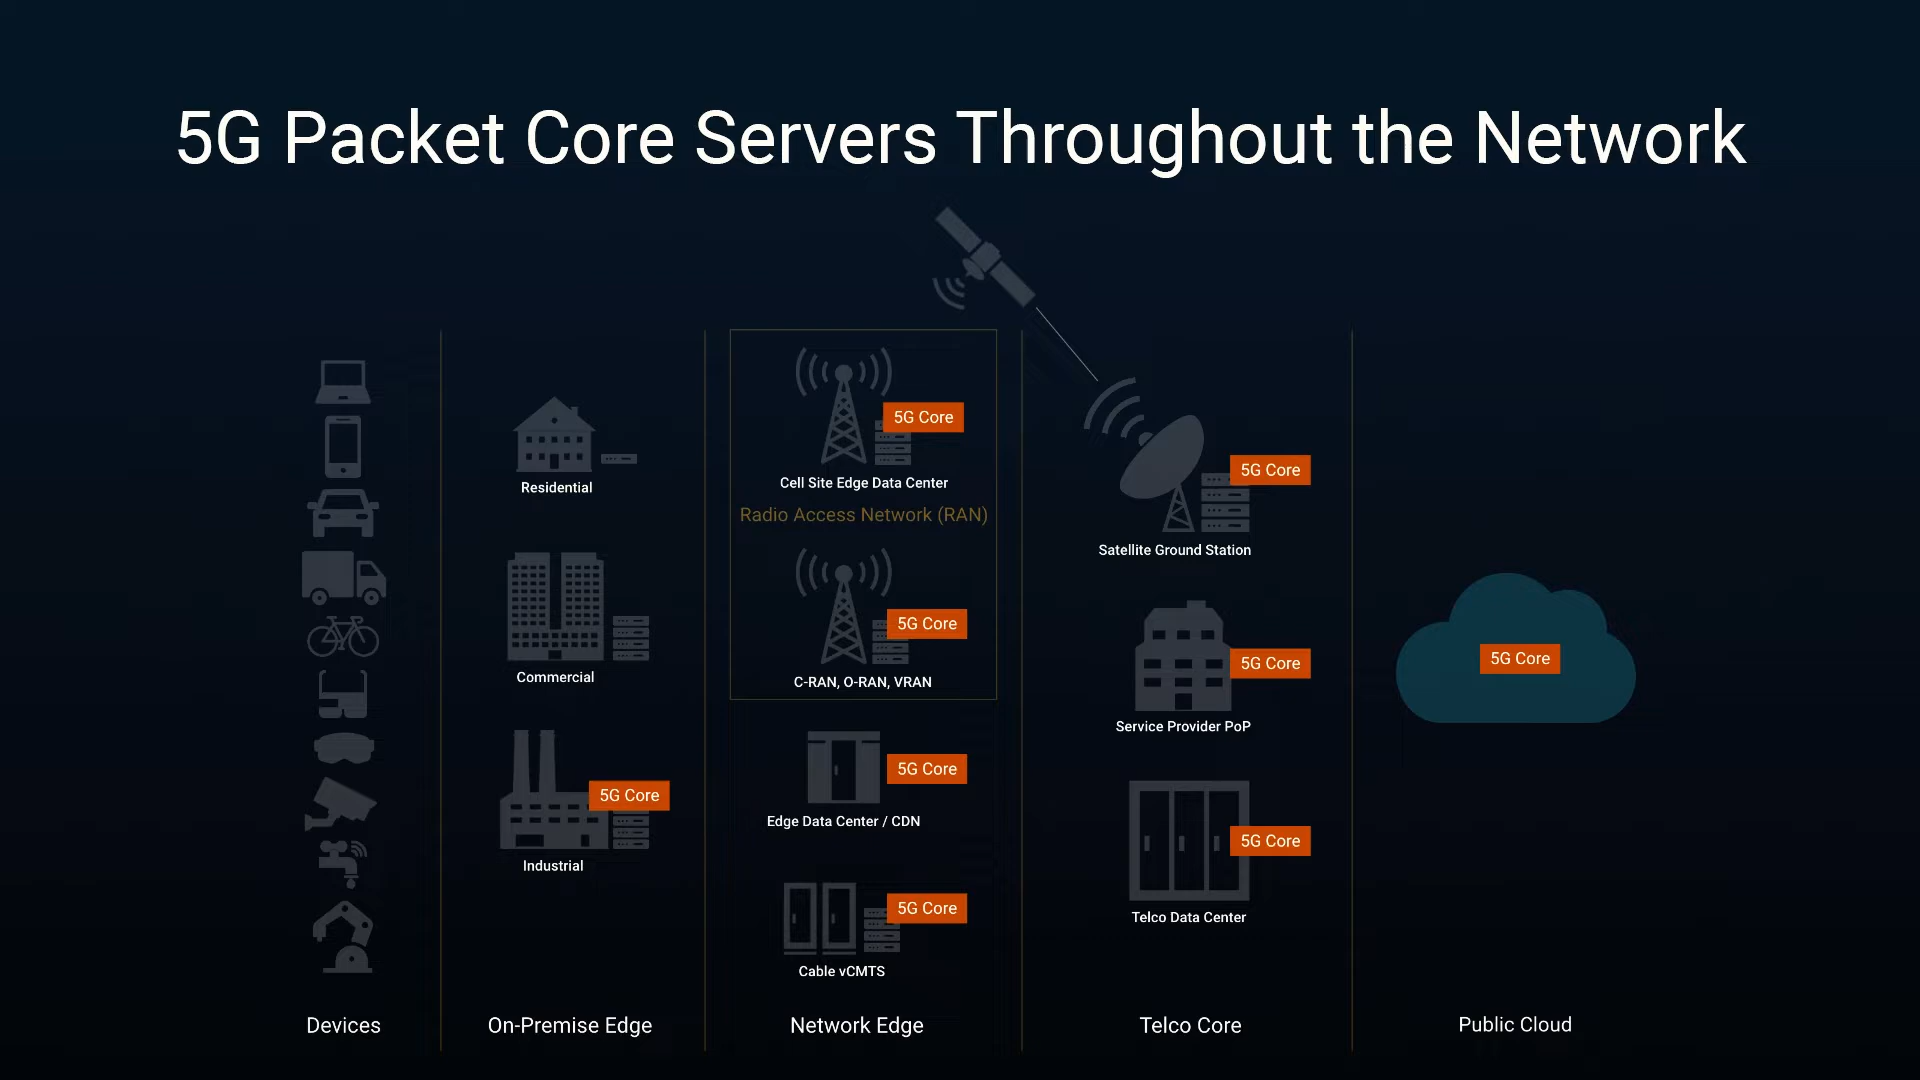 5G Packet Core Servers Throughout the Network
5G Core
Cell Site Edge Data Center
Radio Access Network (RAN)
5G Core
C-RAN, O-RAN, VRAN
Residential
Commercial
5G Core
Industrial
5G Core
Edge Data Center / CDN
5G Core
Cable vCMTS
5G Core
Satellite Ground Station
5G Core
Service Provider PoP
5G Core
Telco Data Center
5G Core
Devices
On-Premise Edge
Network Edge
Telco Core
Public Cloud